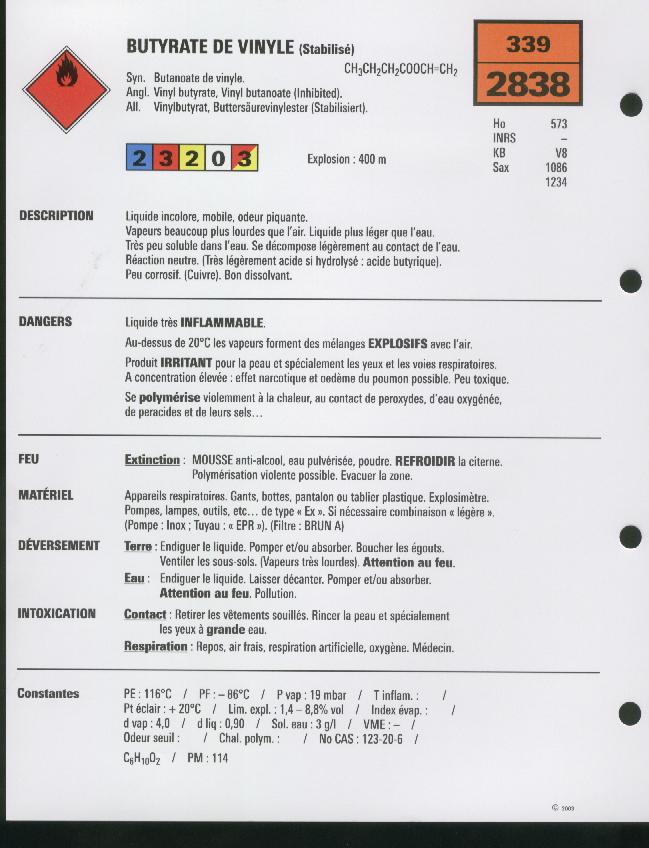 BUTYRATE DE VINYLE (Stabilisé)
CH3CH2CH2COOCH=CH2
339
2838
Syn. Butanoate de vinyle.
Angl. Vinyl butyrate, Vinyl butanoate (Inhibited).
All. Vinylbutyrat, Buttersäurevinylester (Stabilisiert).
Ho 573
INRS –
KB V8
Sax 1086
1234
2 3 2 0 3
Explosion : 400 m
DESCRIPTION
Liquide incolore, mobile, odeur piquante.
Vapeurs beaucoup plus lourdes que l'air. Liquide plus léger que l'eau.
Très peu soluble dans l'eau. Se décompose légèrement au contact de l'eau.
Réaction neutre. (Très légèrement acide si hydrolysé : acide butyrique).
Peu corrosif. (Cuivre). Bon dissolvant.
DANGERS
Liquide très INFLAMMABLE.
Au-dessus de 20°C les vapeurs forment des mélanges EXPLOSIFS avec l'air.
Produit IRRITANT pour la peau et spécialement les yeux et les voies respiratoires.
A concentration élevée : effet narcotique et oedème du poumon possible. Peu toxique.
Se polymérise violemment à la chaleur, au contact de peroxydes, d'eau oxygénée,
de peracides et de leurs sels...
FEU
Extinction : MOUSSE anti-alcool, eau pulvérisée, poudre. REFROIDIR la citerne.
Polymérisation violente possible. Evacuer la zone.
MATÉRIEL
Appareils respiratoires. Gants, bottes, pantalon ou tablier plastique. Explosimètre.
Pompes, lampes, outils, etc... de type « Ex ». Si nécessaire combinaison « légère ».
(Pompe : Inox ; Tuyau : « EPR »). (Filtre : BRUN A)
DÉVERSEMENT
Terre : Endiguer le liquide. Pomper et/ou absorber. Boucher les égouts.
Ventiler les sous-sols. (Vapeurs très lourdes). Attention au feu.
Eau : Endiguer le liquide. Laisser décanter. Pomper et/ou absorber.
Attention au feu. Pollution.
INTOXICATION
Contact : Retirer les vêtements souillés. Rincer la peau et spécialement
les yeux à grande eau.
Respiration : Repos, air frais, respiration artificielle, oxygène. Médecin.
Constantes
PE : 116°C / PF : – 86°C / P vap : 19 mbar / T inflam. : /
Pt éclair : + 20°C / Lim. expl. : 1,4 – 8,8% vol / Index évap. : /
d vap : 4,0 / d liq : 0,90 / Sol. eau : 3 g/l / VME : – /
Odeur seuil : / Chal. polym. : / No CAS : 123-20-6 /
C6H10O2 / PM : 114
© 2003